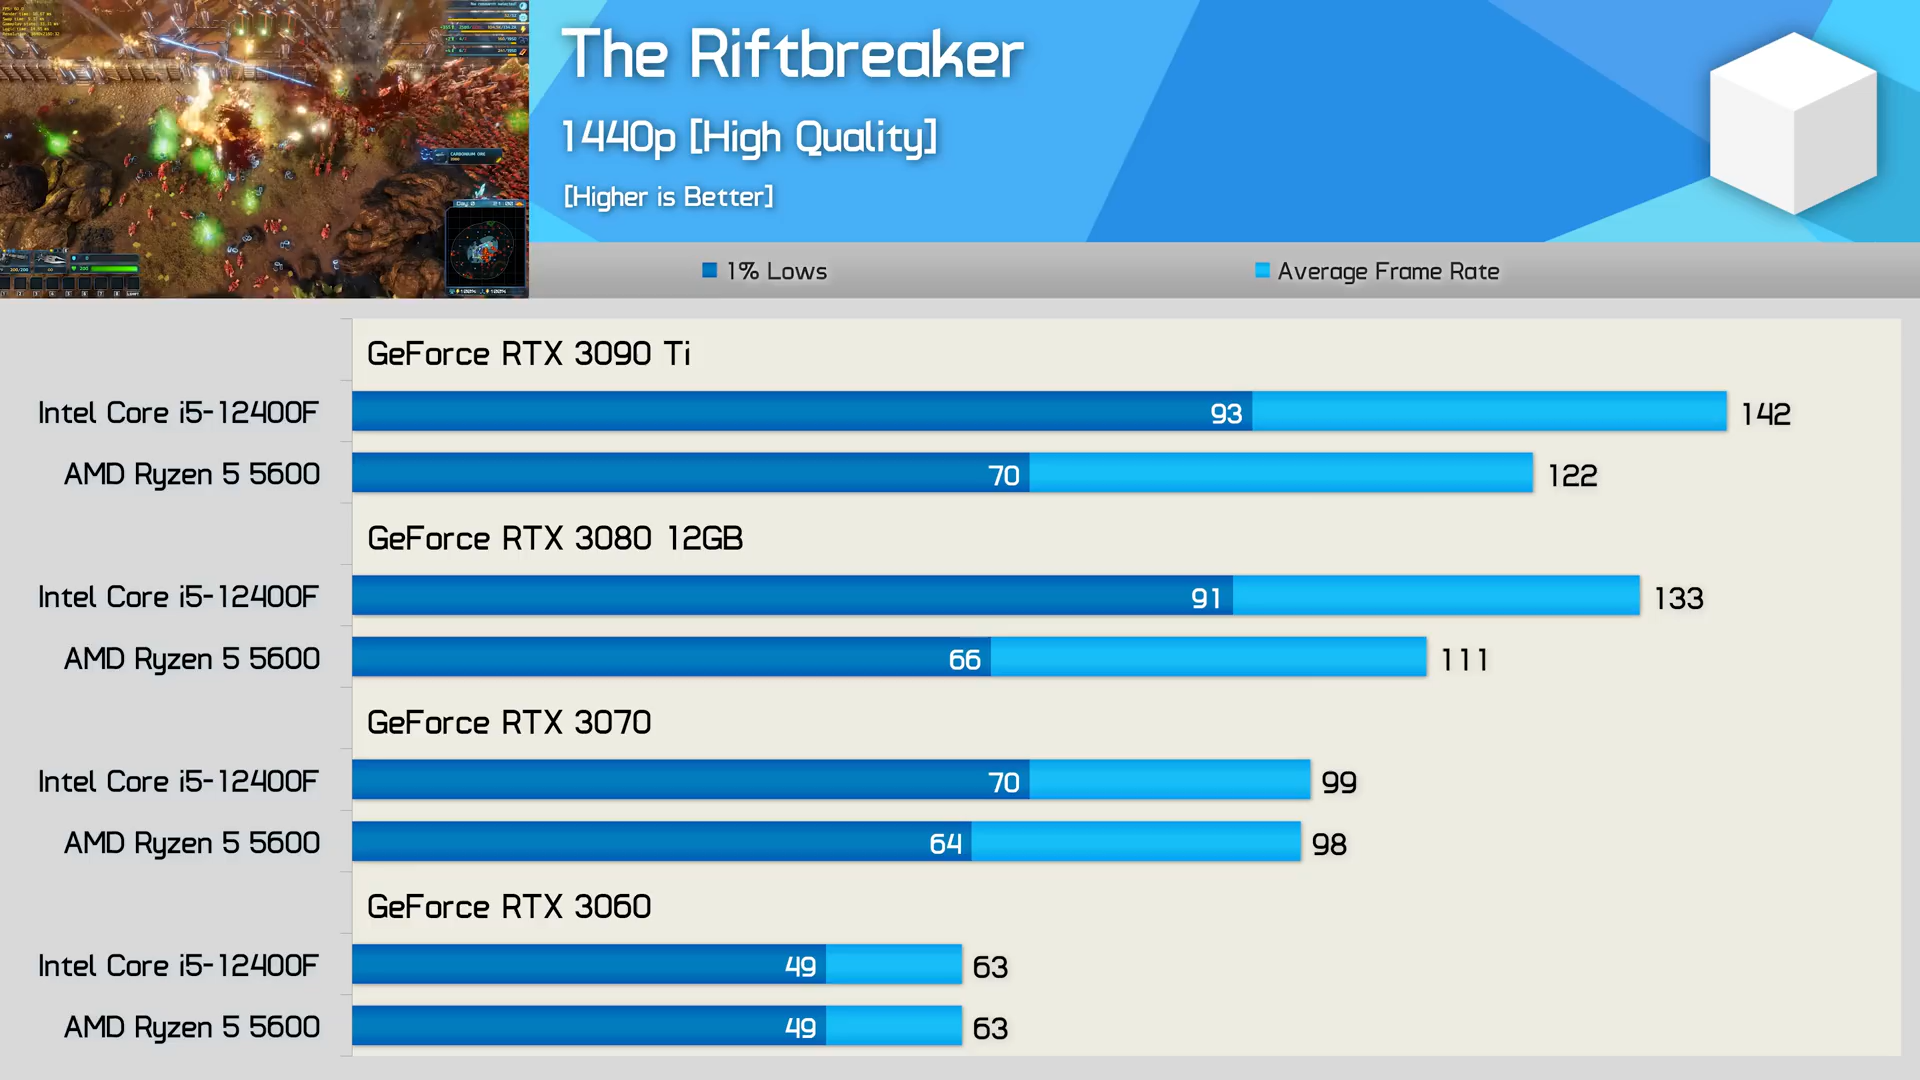 The Riftbreaker
1440p [High Quality]
[Higher is Better]
1% Lows
Average Frame Rate
GeForce RTX 3090 Ti
Intel Core i5-12400F 93 142
AMD Ryzen 5 5600 70 122
GeForce RTX 3080 12GB
Intel Core i5-12400F 91 133
AMD Ryzen 5 5600 66 111
GeForce RTX 3070
Intel Core i5-12400F 70 99
AMD Ryzen 5 5600 64 98
GeForce RTX 3060
Intel Core i5-12400F 49 63
AMD Ryzen 5 5600 49 63
CARBONIUM ORE